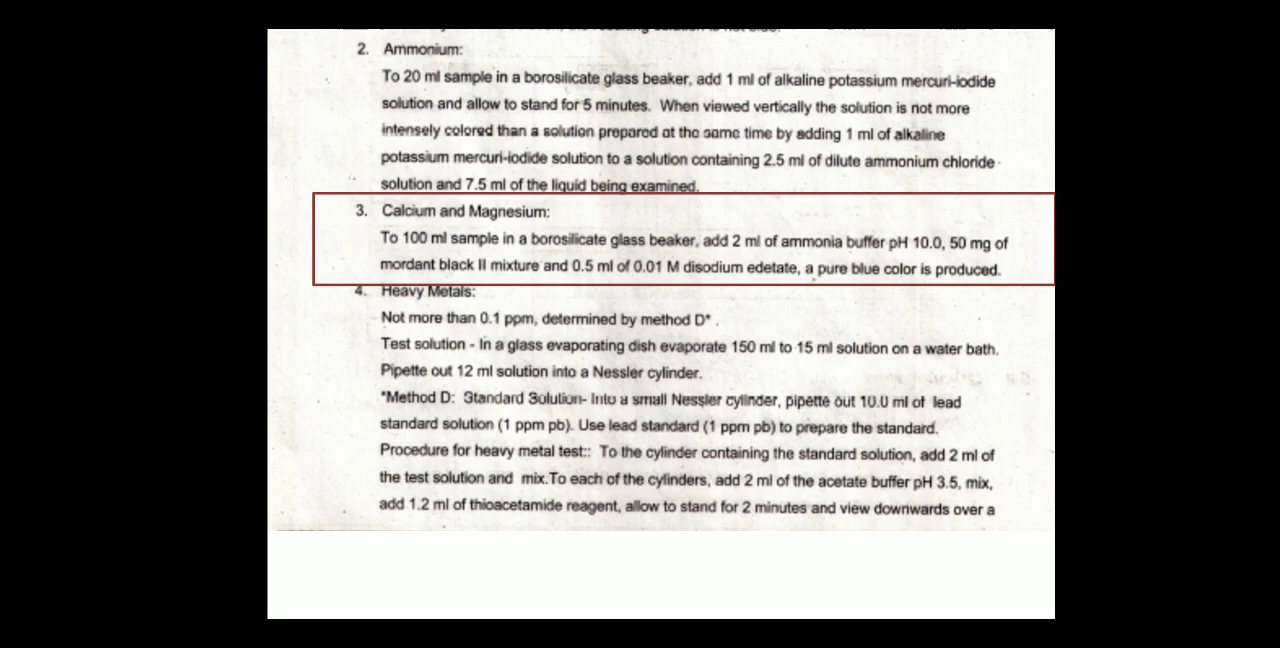 2. Ammonium:
To 20 ml sample in a borosilicate glass beaker, add 1 ml of alkaline potassium mercuri-iodide
solution and allow to stand for 5 minutes. When viewed vertically the solution is not more
intensely colored than a solution prepared at the same time by adding 1 ml of alkaline
potassium mercuri-iodide solution to a solution containing 2.5 ml of dilute ammonium chloride
solution and 7.5 ml of the liquid being examined.
3. Calcium and Magnesium:
To 100 ml sample in a borosilicate glass beaker, add 2 ml of ammonia buffer pH 10.0, 50 mg of
mordant black II mixture and 0.5 ml of 0.01 M disodium edetate, a pure blue color is produced.
4. Heavy Metals:
Not more than 0.1 ppm, determined by method D* .
Test solution - In a glass evaporating dish evaporate 150 ml to 15 ml solution on a water bath.
Pipette out 12 ml solution into a Nessler cylinder.
*Method D: Standard Solution- Into a small Nessler cylinder, pipette out 10.0 ml of lead
standard solution (1 ppm pb). Use lead standard (1 ppm pb) to prepare the standard.
Procedure for heavy metal test:: To the cylinder containing the standard solution, add 2 ml of
the test solution and mix.To each of the cylinders, add 2 ml of the acetate buffer pH 3.5, mix,
add 1.2 ml of thioacetamide reagent, allow to stand for 2 minutes and view downwards over a